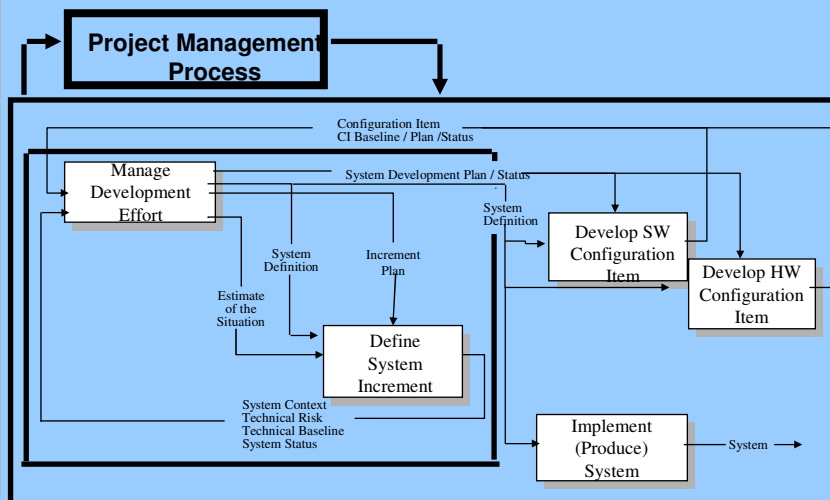 Project Management
Process
Configuration Item
CI Baseline / Plan /Status
Manage
Development
Effort
System Development Plan / Status
System
Definition
Develop SW
Configuration
Item
Develop HW
Configuration
Item
System
Definition
Increment
Plan
Estimate
of the
Situation
Define
System
Increment
System Context
Technical Risk
Technical Baseline
System Status
Implement
(Produce)
System
System